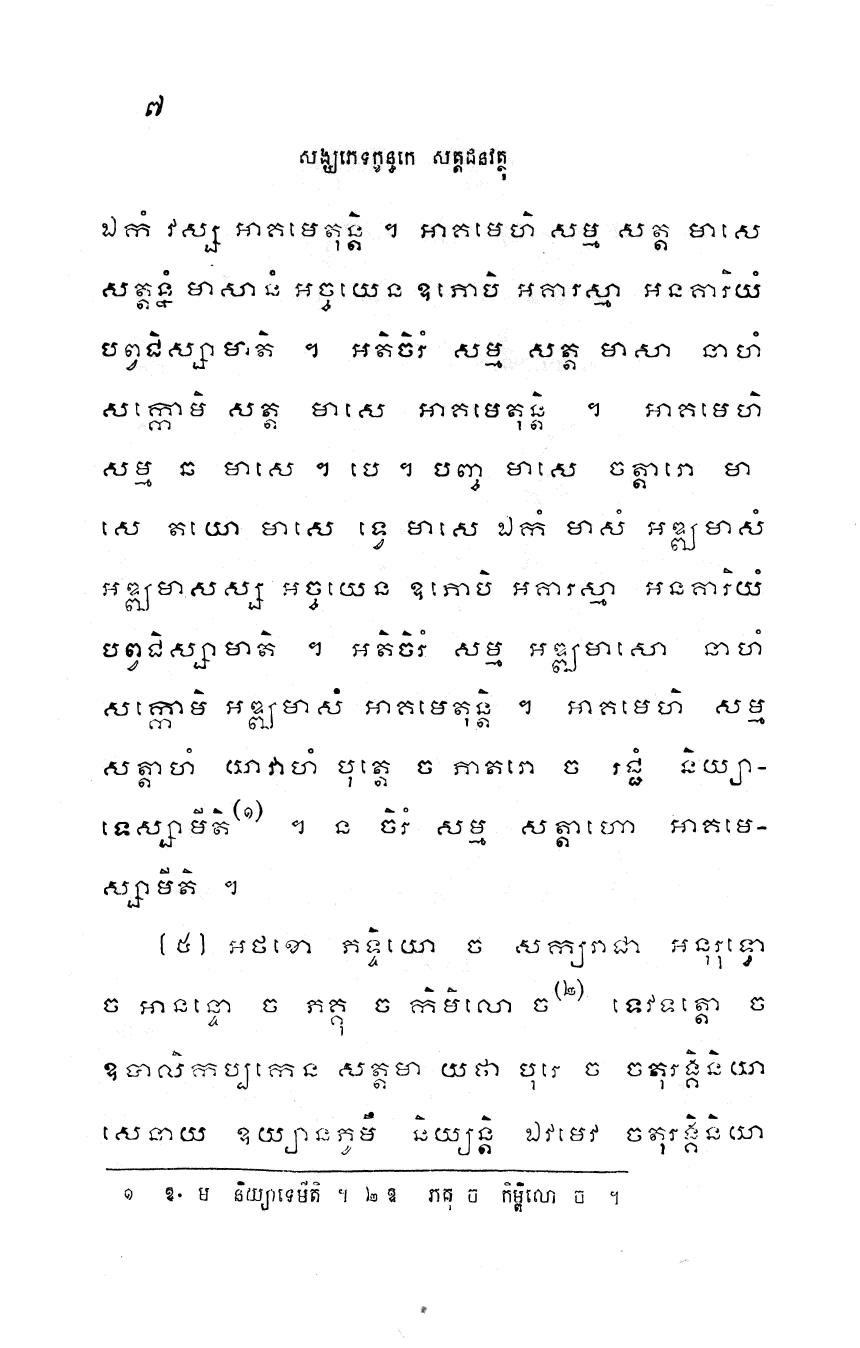 ៧
សង្ឃភេទក្ខន្ធកេ សត្តជនវត្ថុ
ឯកំ វស្សំ អាគមេតុន្តិ ។ អាគមេហិ សម្ម សត្ត មាសេ
សត្តន្នំ មាសានំ អច្ចយេន ឧភោបិ អគារស្មា អនគារិយំ
បព្វជិស្សាមាតិ ។ អតិចិរំ សម្ម សត្ត មាសា នាហំ
សក្កោមិ សត្ត មាសេ អាគមេតុន្តិ ។ អាគមេហិ
សម្ម ឆ មាសេ ។ បេ ។ បញ្ច មាសេ ចត្តារោ មា
សេ តយោ មាសេ ទ្វេ មាសេ ឯកំ មាសំ អឌ្ឍមាសំ
អឌ្ឍមាសស្ស អច្ចយេន ឧភោបិ អគារស្មា អនគារិយំ
បព្វជិស្សាមាតិ ។ អតិចិរំ សម្ម អឌ្ឍមាសោ នាហំ
សក្កោមិ អឌ្ឍមាសំ អាគមេតុន្តិ ។ អាគមេហិ សម្ម
សត្តាហំ យាវាហំ បុត្តេ ច ភាតរោ ច រជ្ជំ និយ្យា-
ទេស្សាមីតិ(១) ។ ន ចិរំ សម្ម សត្តាហោ អាគមេ-
ស្សាមីតិ ។
(៥) អថខោ ភទ្ទិយោ ច សក្យរាជា អនុរុទ្ធោ
ច អានន្ទោ ច ភគ្គុ ច កិមិលោ ច(២) ទេវទត្តោ ច
ឧបាលិកប្បកេន សត្តមា យថា បុរេ ច ចតុរង្គិនិយា
សេនាយ ឧយ្យានភូមឹ និយ្យន្តិ ឯវមេវ ចតុរង្គិនិយា
១ ឱ. ម និយ្យាទេមីតិ ។ ២ ឱ ភគុ ច កិម្ពិលោ ច ។